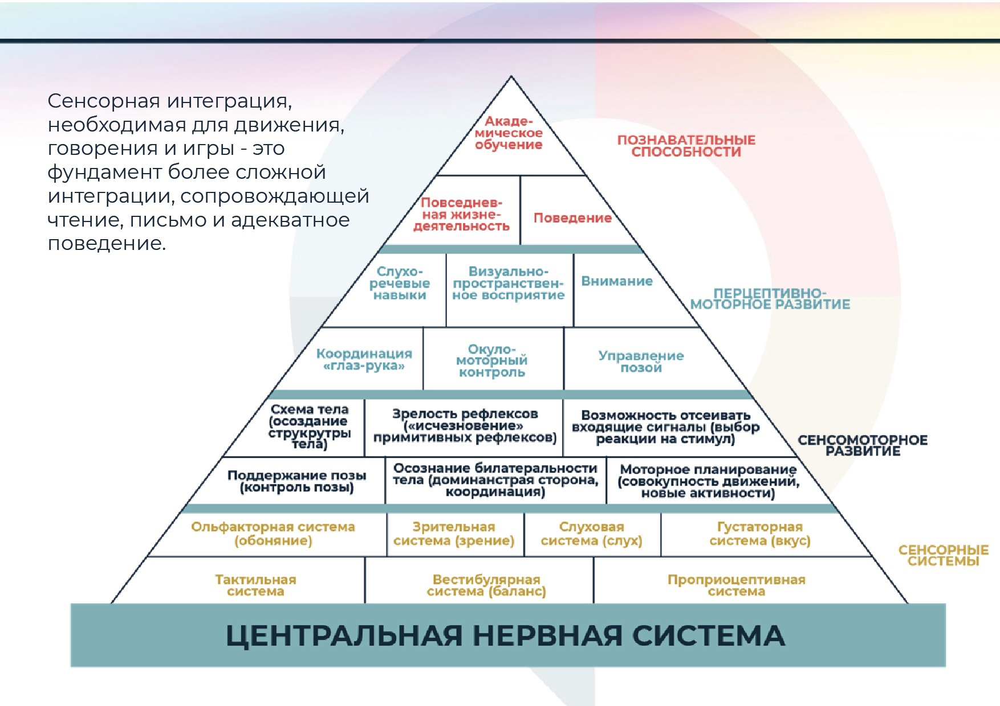 Сенсорная интеграция,
необходимая для движения,
говорения и игры - это
фундамент более сложной
интеграции, сопровождающей
чтение, письмо и адекватное
поведение.
Акаде-
мическое
обучение
ПОЗНАВАТЕЛЬНЫЕ
СПОСОБНОСТИ
Повседнев-
ная жизне-
деятельность
Поведение
Слухо-
речевые
навыки
Визуально-
пространствен-
ное восприятие
Внимание
ПЕРЦЕПТИВНО-
МОТОРНОЕ РАЗВИТИЕ
Координация
«глаз-рука»
Окуло-
моторный
контроль
Управление
позой
Схема тела
(осоздание
струкрутры
тела)
Зрелость рефлексов
(«исчезновение»
примитивных рефлексов)
Возможность отсеивать
входящие сигналы (выбор
реакции на стимул)
СЕНСОМОТОРНОЕ
РАЗВИТИЕ
Поддержание позы
(контроль позы)
Осознание билатеральности
тела (доминанстрая сторона,
координация)
Моторное планирование
(совокупность движений,
новые активности)
Ольфакторная система
(обоняние)
Зрительная
система (зрение)
Слуховая
система (слух)
Густаторная
система (вкус)
СЕНСОРНЫЕ
СИСТЕМЫ
Тактильная
система
Вестибулярная
система (баланс)
Проприоцептивная
система
ЦЕНТРАЛЬНАЯ НЕРВНАЯ СИСТЕМА